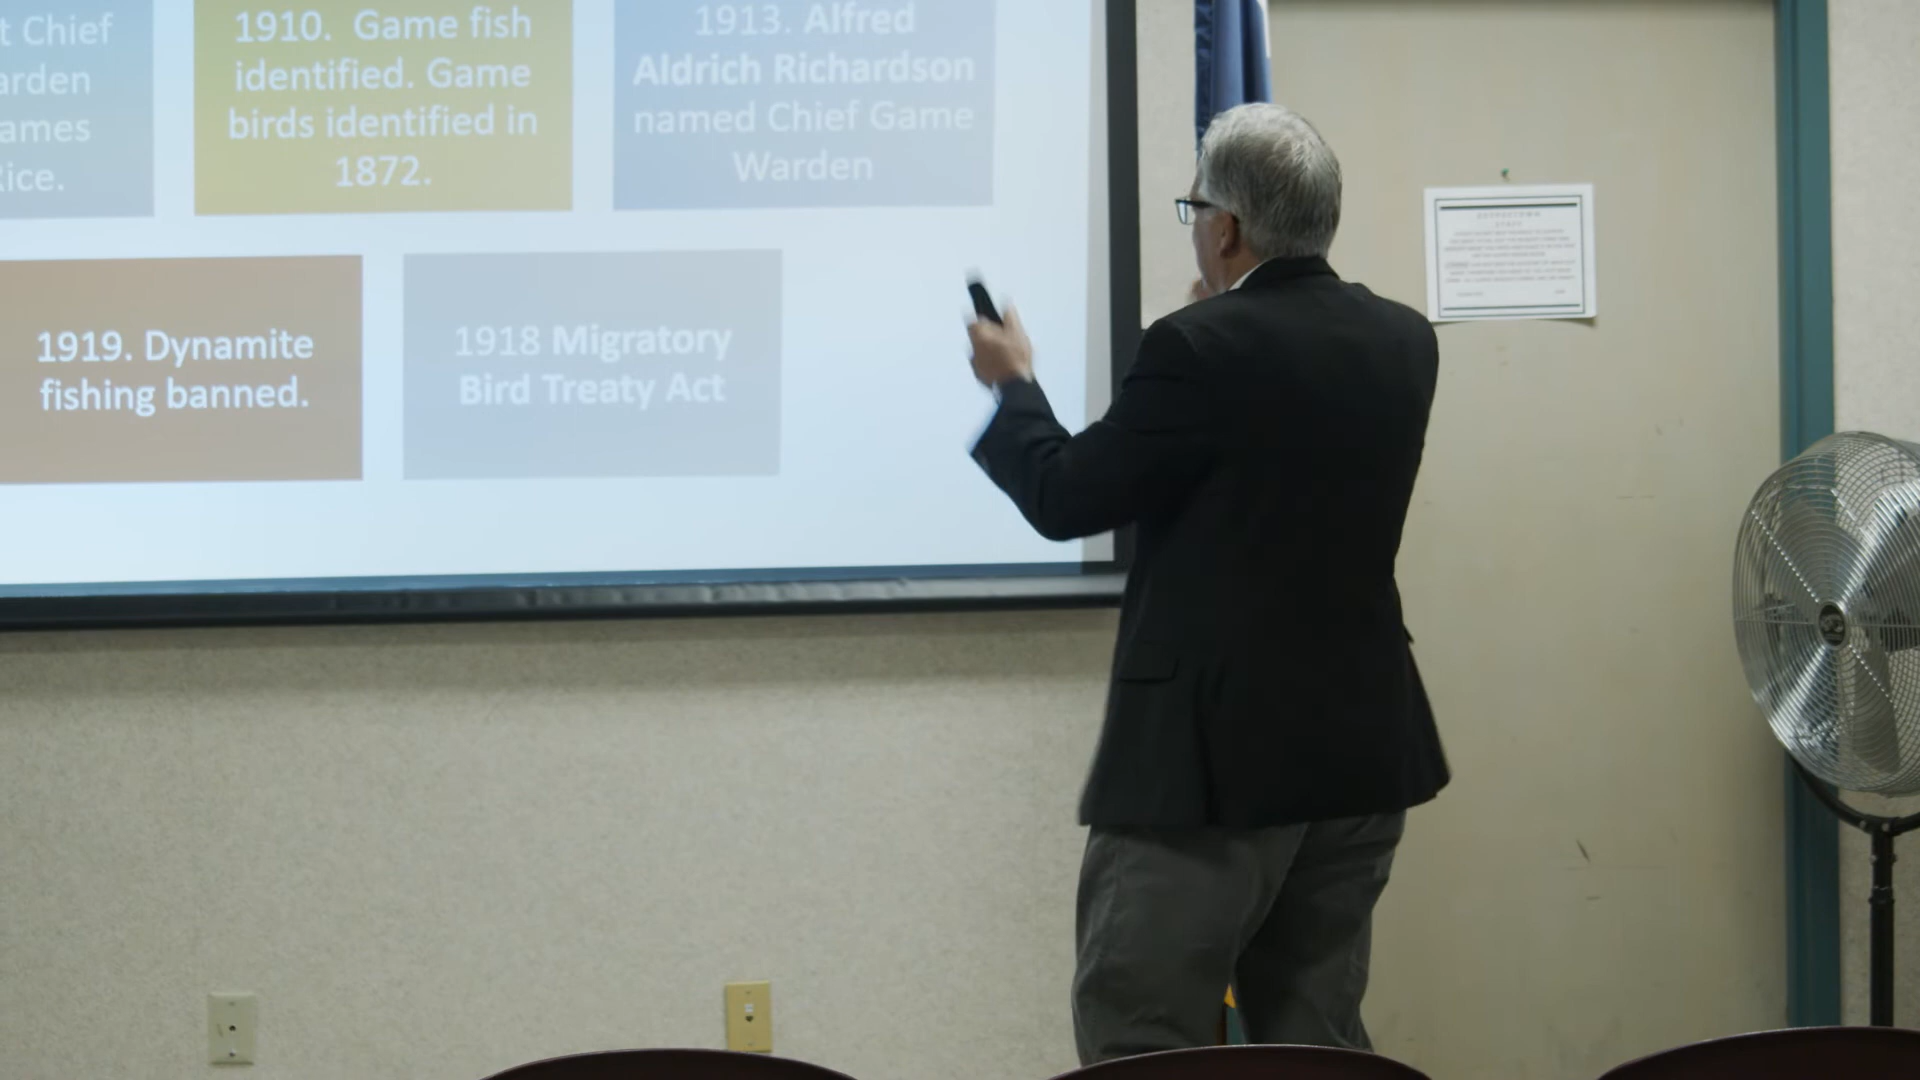 t Chief
arden
ames
Rice.
1910. Game fish
identified. Game
birds identified in
1872.
1913. Alfred
Aldrich Richardson
named Chief Game
Warden
1919. Dynamite
fishing banned.
1918 Migratory
Bird Treaty Act